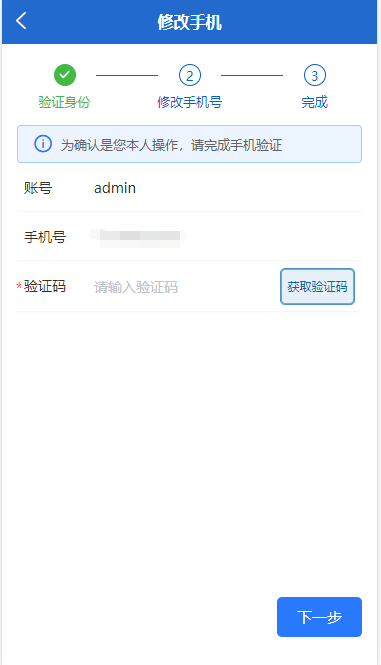 修改手机
2 3
验证身份 修改手机号 完成
为确认是您本人操作，请完成手机验证
账号 admin
手机号
*验证码 请输入验证码 获取验证码
下一步